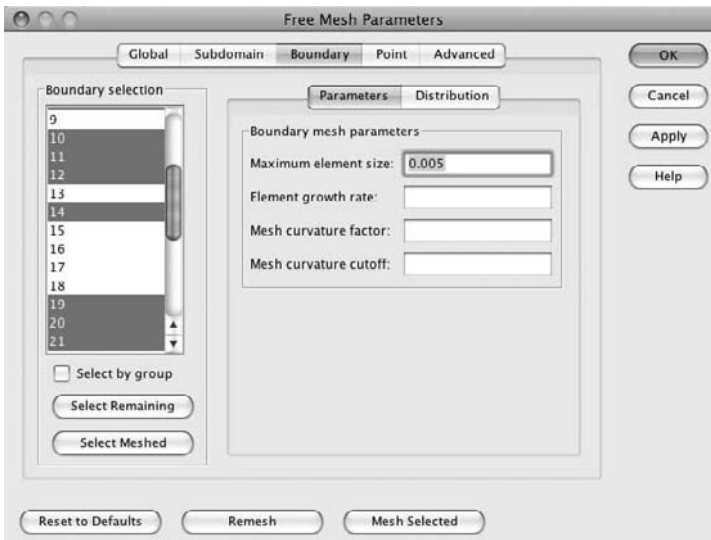 Free Mesh Parameters
Global Subdomain Boundary Point Advanced
OK
Cancel
Apply
Help
Boundary selection
9
10
11
12
13
14
15
16
17
18
19
20
21
Select by group
Select Remaining
Select Meshed
Parameters Distribution
Boundary mesh parameters
Maximum element size: 0.005
Element growth rate:
Mesh curvature factor:
Mesh curvature cutoff:
Reset to Defaults Remesh Mesh Selected